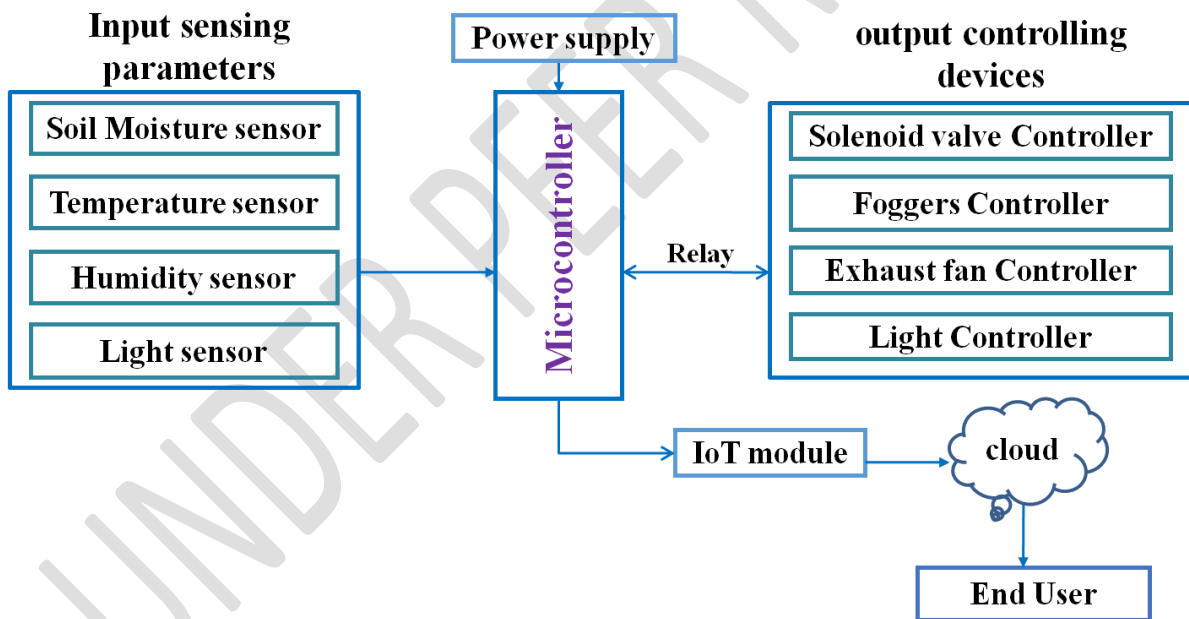 Input sensing
parameters
Soil Moisture sensor
Temperature sensor
Humidity sensor
Light sensor
Power supply
Microcontroller
Relay
output controlling
devices
Solenoid valve Controller
Foggers Controller
Exhaust fan Controller
Light Controller
IoT module
cloud
End User
UNDER PEER